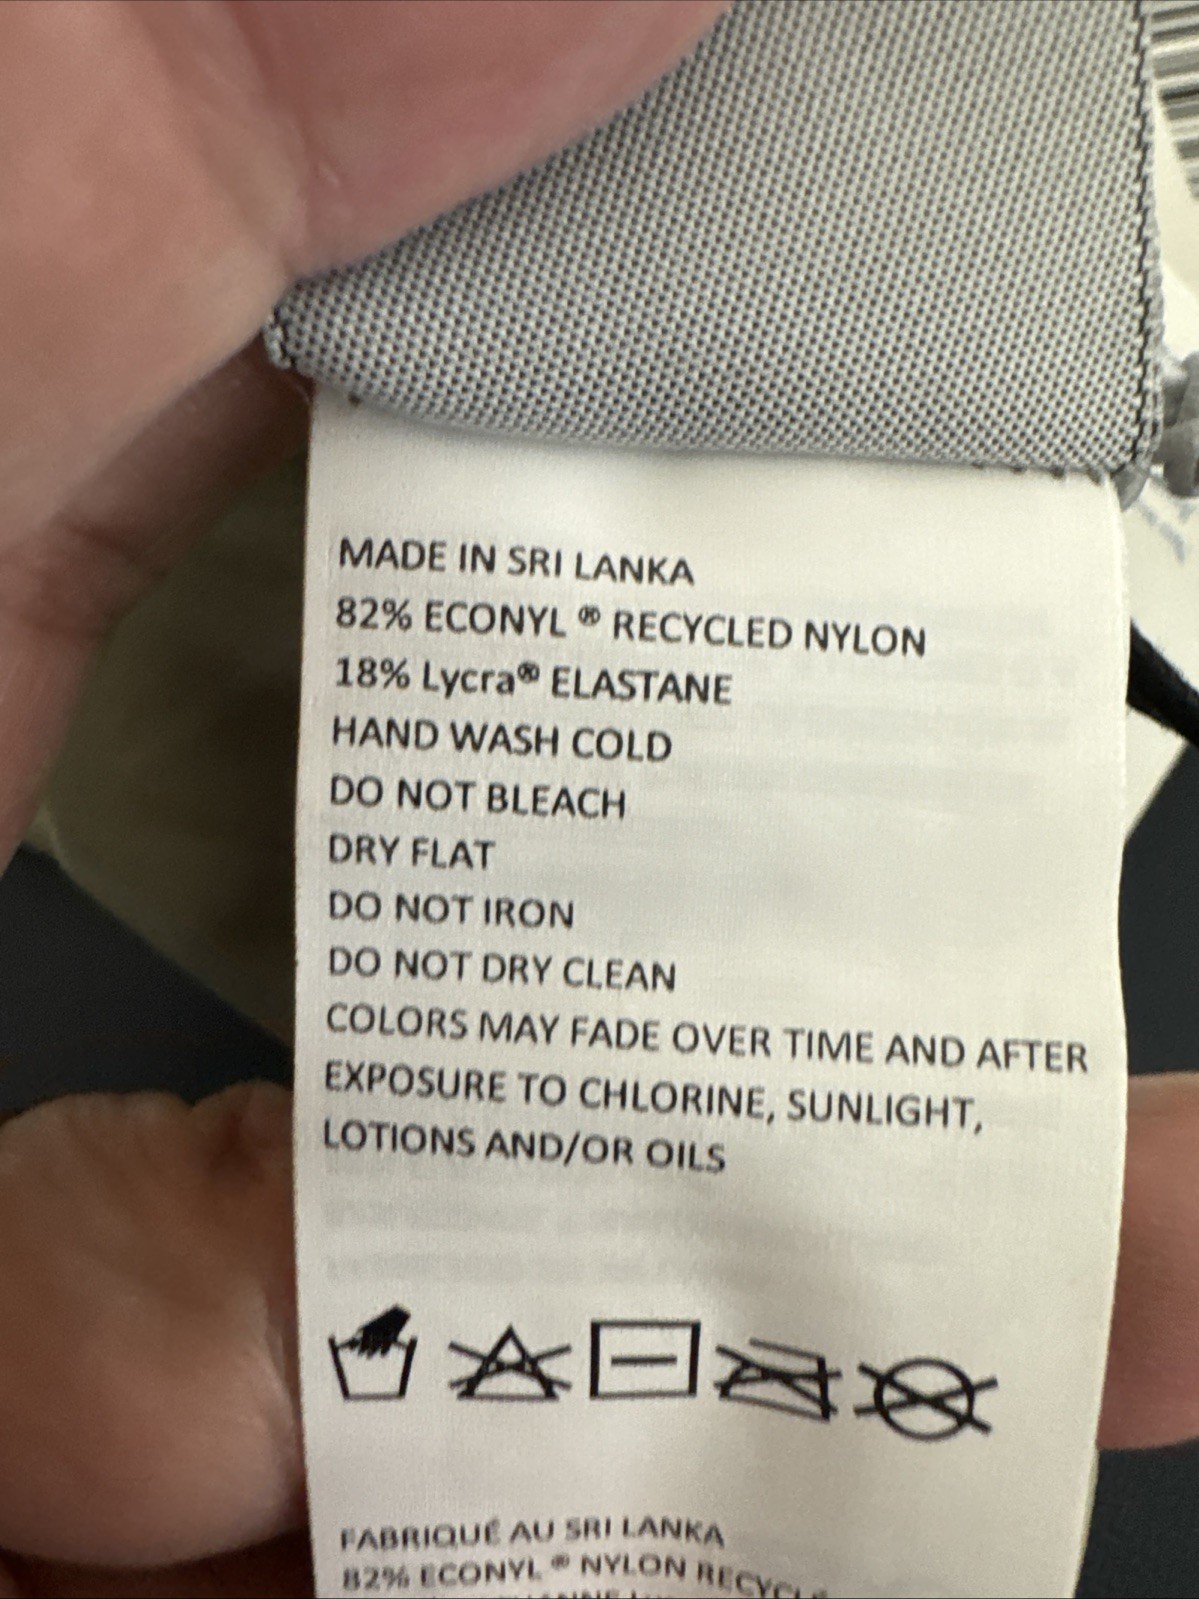 MADE IN SRI LANKA
82% ECONYL ® RECYCLED NYLON
18% Lycra® ELASTANE
HAND WASH COLD
DO NOT BLEACH
DRY FLAT
DO NOT IRON
DO NOT DRY CLEAN
COLORS MAY FADE OVER TIME AND AFTER
EXPOSURE TO CHLORINE, SUNLIGHT,
LOTIONS AND/OR OILS
FABRIQUÉ AU SRI LANKA
82% ECONYL ® NYLON RECYCLÉ